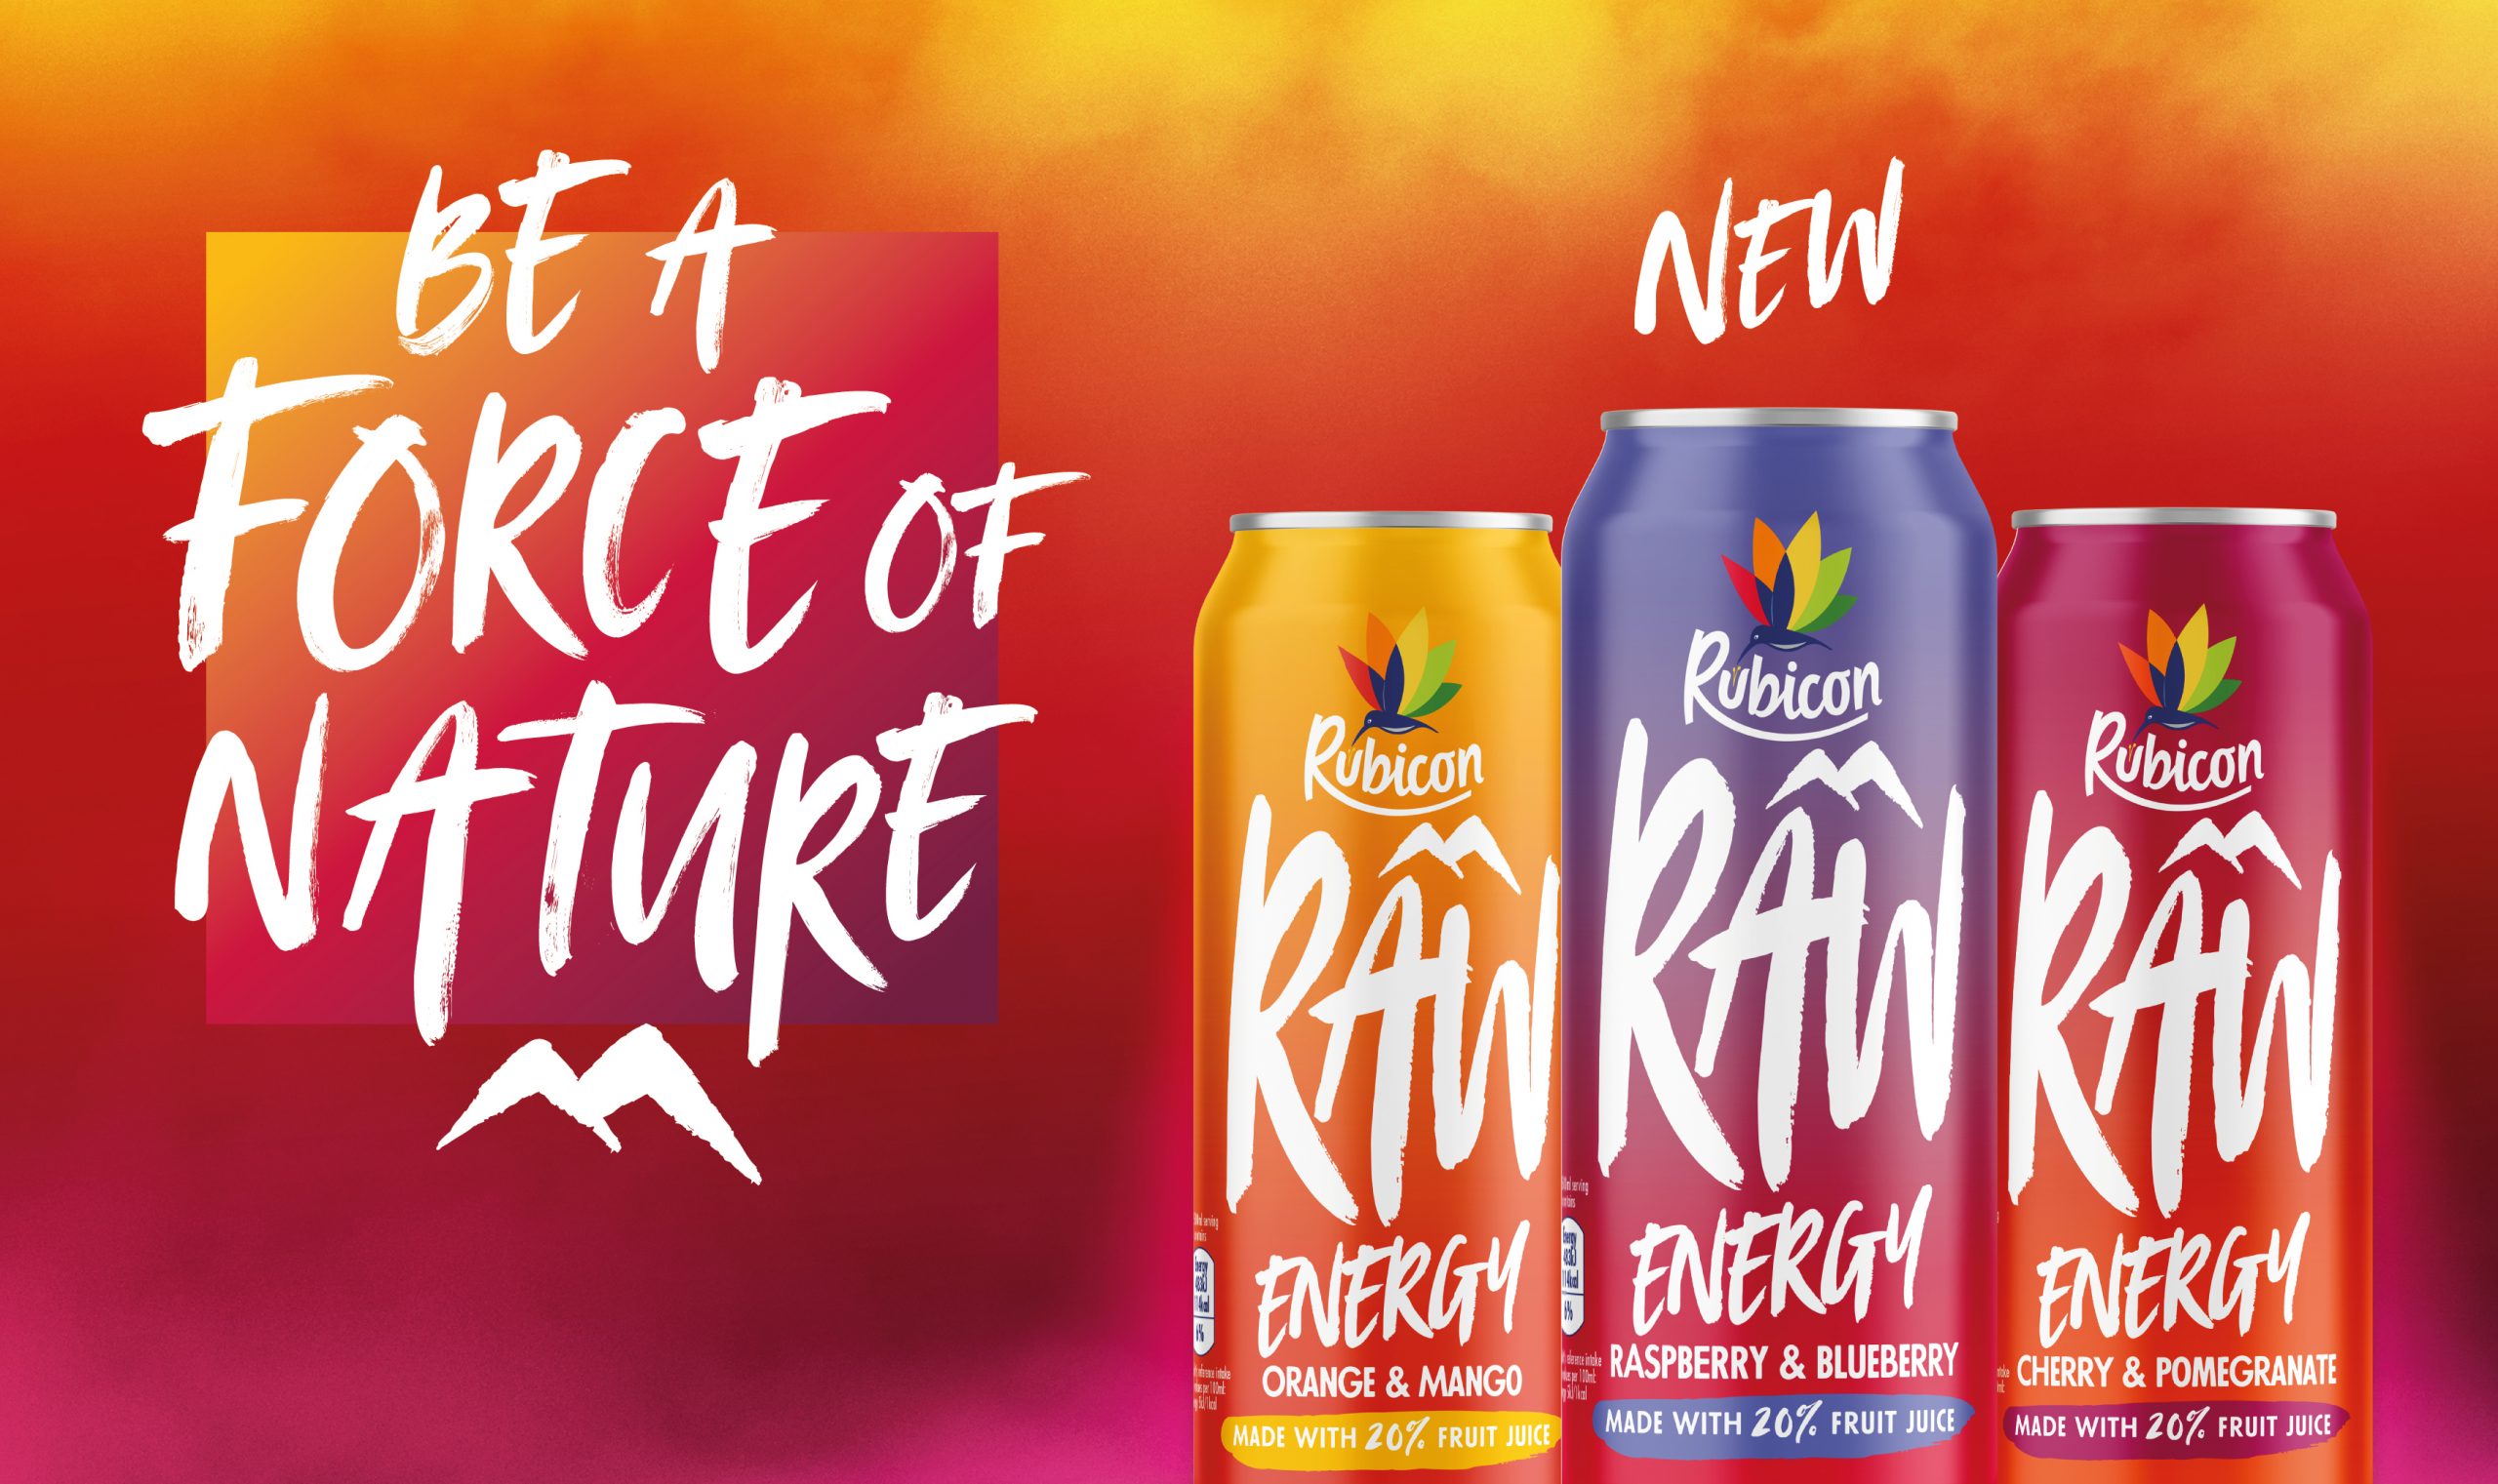 BE A
FORCE OF
NATURE
NEW
Rubicon
RAW
ENERGY
ORANGE & MANGO
MADE WITH 20% FRUIT JUICE
Rubicon
RAW
ENERGY
RASPBERRY & BLUEBERRY
MADE WITH 20% FRUIT JUICE
Rubicon
RAW
ENERGY
CHERRY & POMEGRANATE
MADE WITH 20% FRUIT JUICE